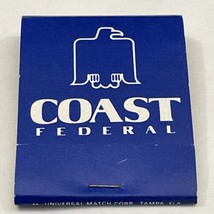 COAST
FEDERAL
UNIVERSAL MATCH CORP., TAMPA, FLA.